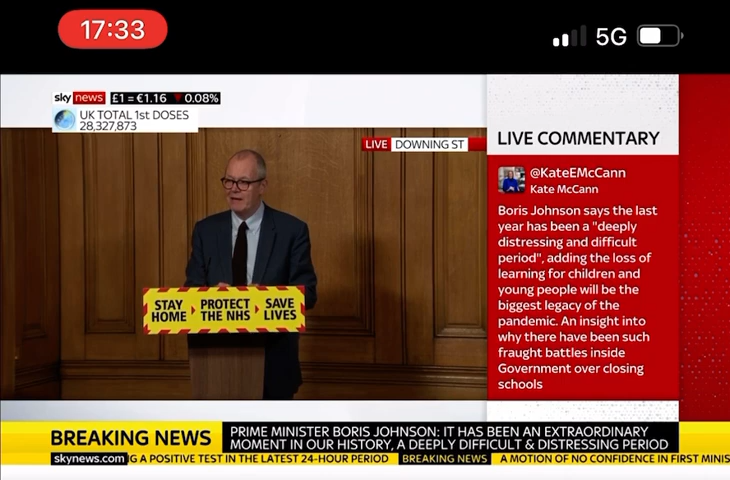 17:33
5G
sky news £1 = €1.16 ▼ 0.08%
UK TOTAL 1st DOSES
28,327,873
LIVE DOWNING ST
STAY HOME
PROTECT THE NHS
SAVE LIVES
LIVE COMMENTARY
@KateEMcCann
Kate McCann
Boris Johnson says the last
year has been a "deeply
distressing and difficult
period", adding the loss of
learning for children and
young people will be the
biggest legacy of the
pandemic. An insight into
why there have been such
fraught battles inside
Government over closing
schools
BREAKING NEWS
PRIME MINISTER BORIS JOHNSON: IT HAS BEEN AN EXTRAORDINARY
MOMENT IN OUR HISTORY, A DEEPLY DIFFICULT & DISTRESSING PERIOD
skynews.com G A POSITIVE TEST IN THE LATEST 24-HOUR PERIOD BREAKING NEWS A MOTION OF NO CONFIDENCE IN FIRST MINIS